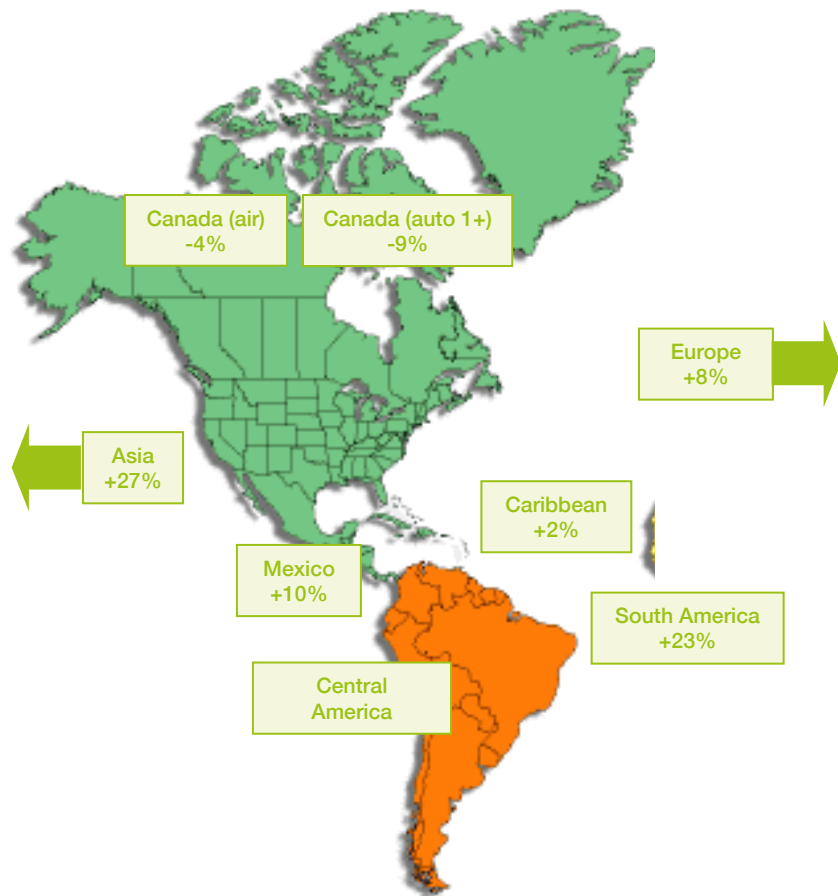 Canada (air)
-4%
Canada (auto 1+)
-9%
Europe
+8%
Asia
+27%
Caribbean
+2%
Mexico
+10%
South America
+23%
Central
America